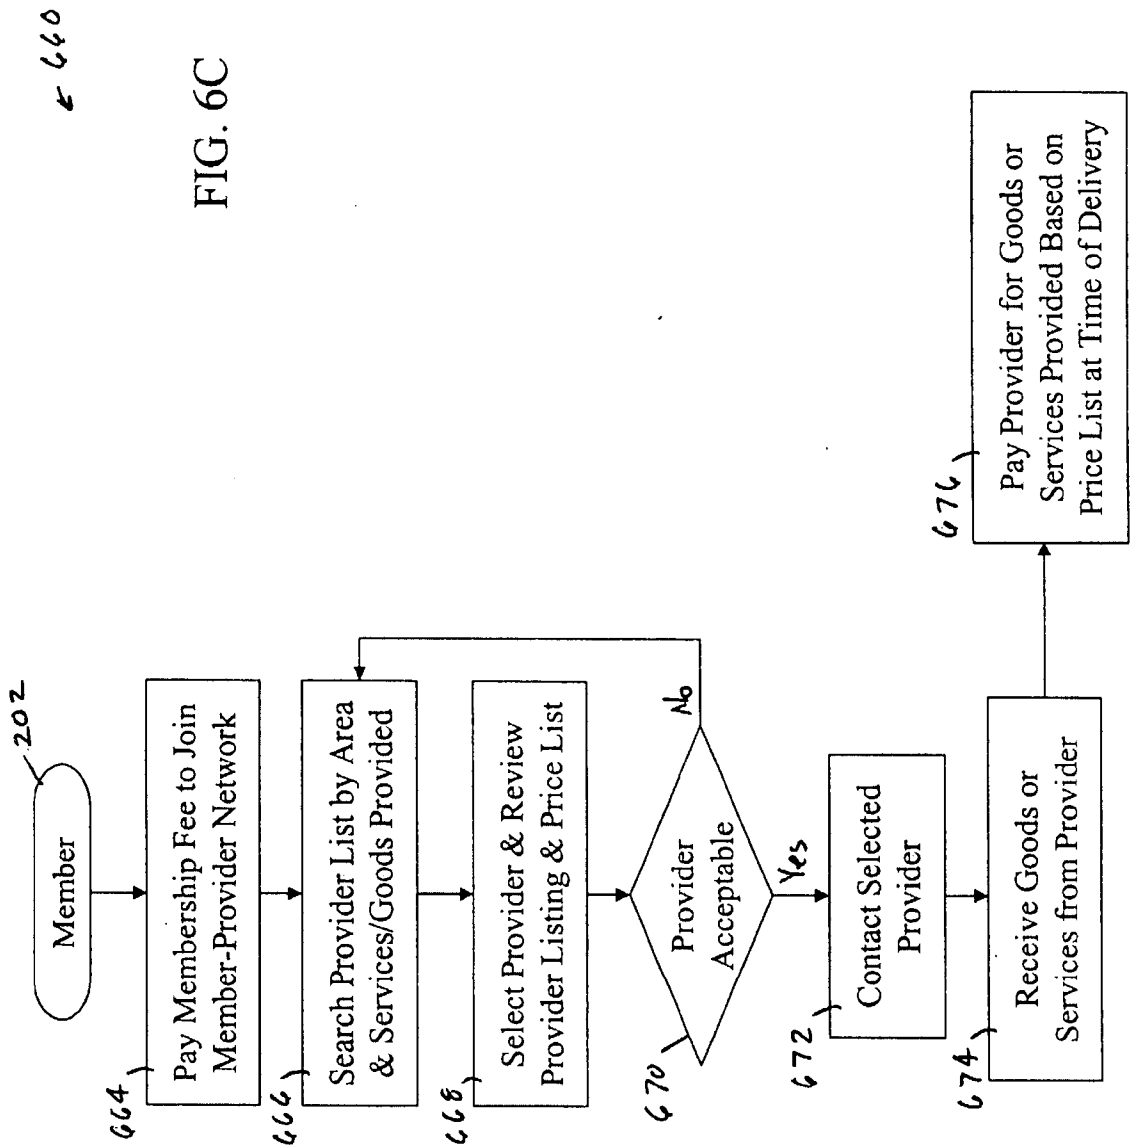 660
FIG. 6C
202
Member
664
Pay Membership Fee to Join
Member-Provider Network
666
Search Provider List by Area
& Services/Goods Provided
668
Select Provider & Review
Provider Listing & Price List
670
Provider
Acceptable
No
Yes
672
Contact Selected
Provider
674
Receive Goods or
Services from Provider
676
Pay Provider for Goods or
Services Provided Based on
Price List at Time of Delivery